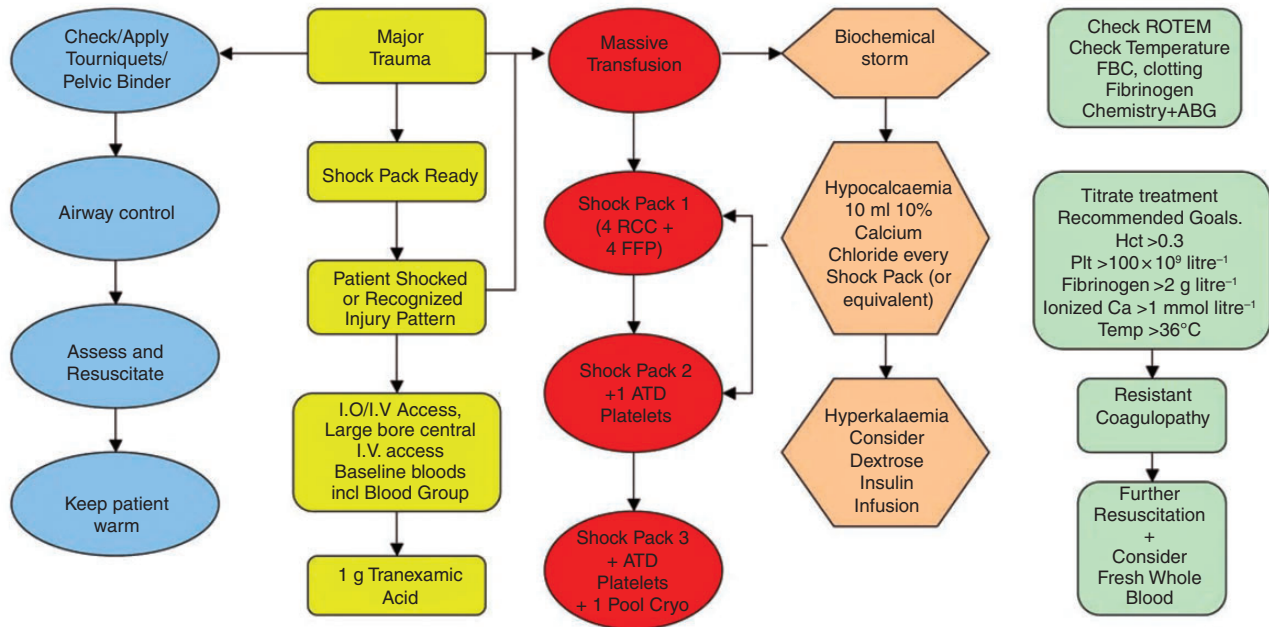 Check/Apply
Tourniquets/
Pelvic Binder
Airway control
Assess and
Resuscitate
Keep patient
warm
Major
Trauma
Shock Pack Ready
Patient Shocked
or Recognized
Injury Pattern
I.O/I.V Access,
Large bore central
I.V. access
Baseline bloods
incl Blood Group
1 g Tranexamic
Acid
Massive
Transfusion
Shock Pack 1
(4 RCC +
4 FFP)
Shock Pack 2
+1 ATD
Platelets
Shock Pack 3
+ ATD
Platelets
+ 1 Pool Cryo
Biochemical
storm
Hypocalcaemia
10 ml 10%
Calcium
Chloride every
Shock Pack (or
equivalent)
Hyperkalaemia
Consider
Dextrose
Insulin
Infusion
Check ROTEM
Check Temperature
FBC, clotting
Fibrinogen
Chemistry+ABG
Titrate treatment
Recommended Goals.
Hct >0.3
Plt >100 × 10⁹ litre⁻¹
Fibrinogen >2 g litre⁻¹
Ionized Ca >1 mmol litre⁻¹
Temp >36°C
Resistant
Coagulopathy
Further
Resuscitation
+
Consider
Fresh Whole
Blood